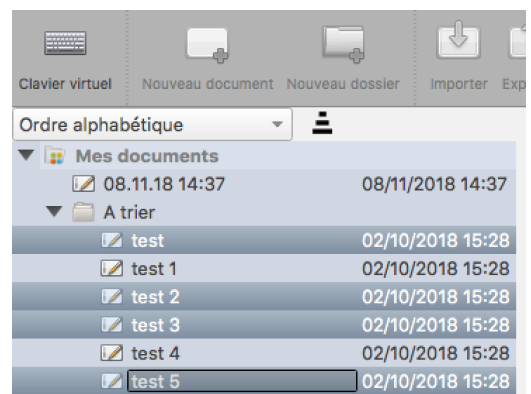 Clavier virtuel Nouveau document Nouveau dossier Importer Exp
Ordre alphabétique
Mes documents
08.11.18 14:37 08/11/2018 14:37
A trier
test 02/10/2018 15:28
test 1 02/10/2018 15:28
test 2 02/10/2018 15:28
test 3 02/10/2018 15:28
test 4 02/10/2018 15:28
test 5 02/10/2018 15:28